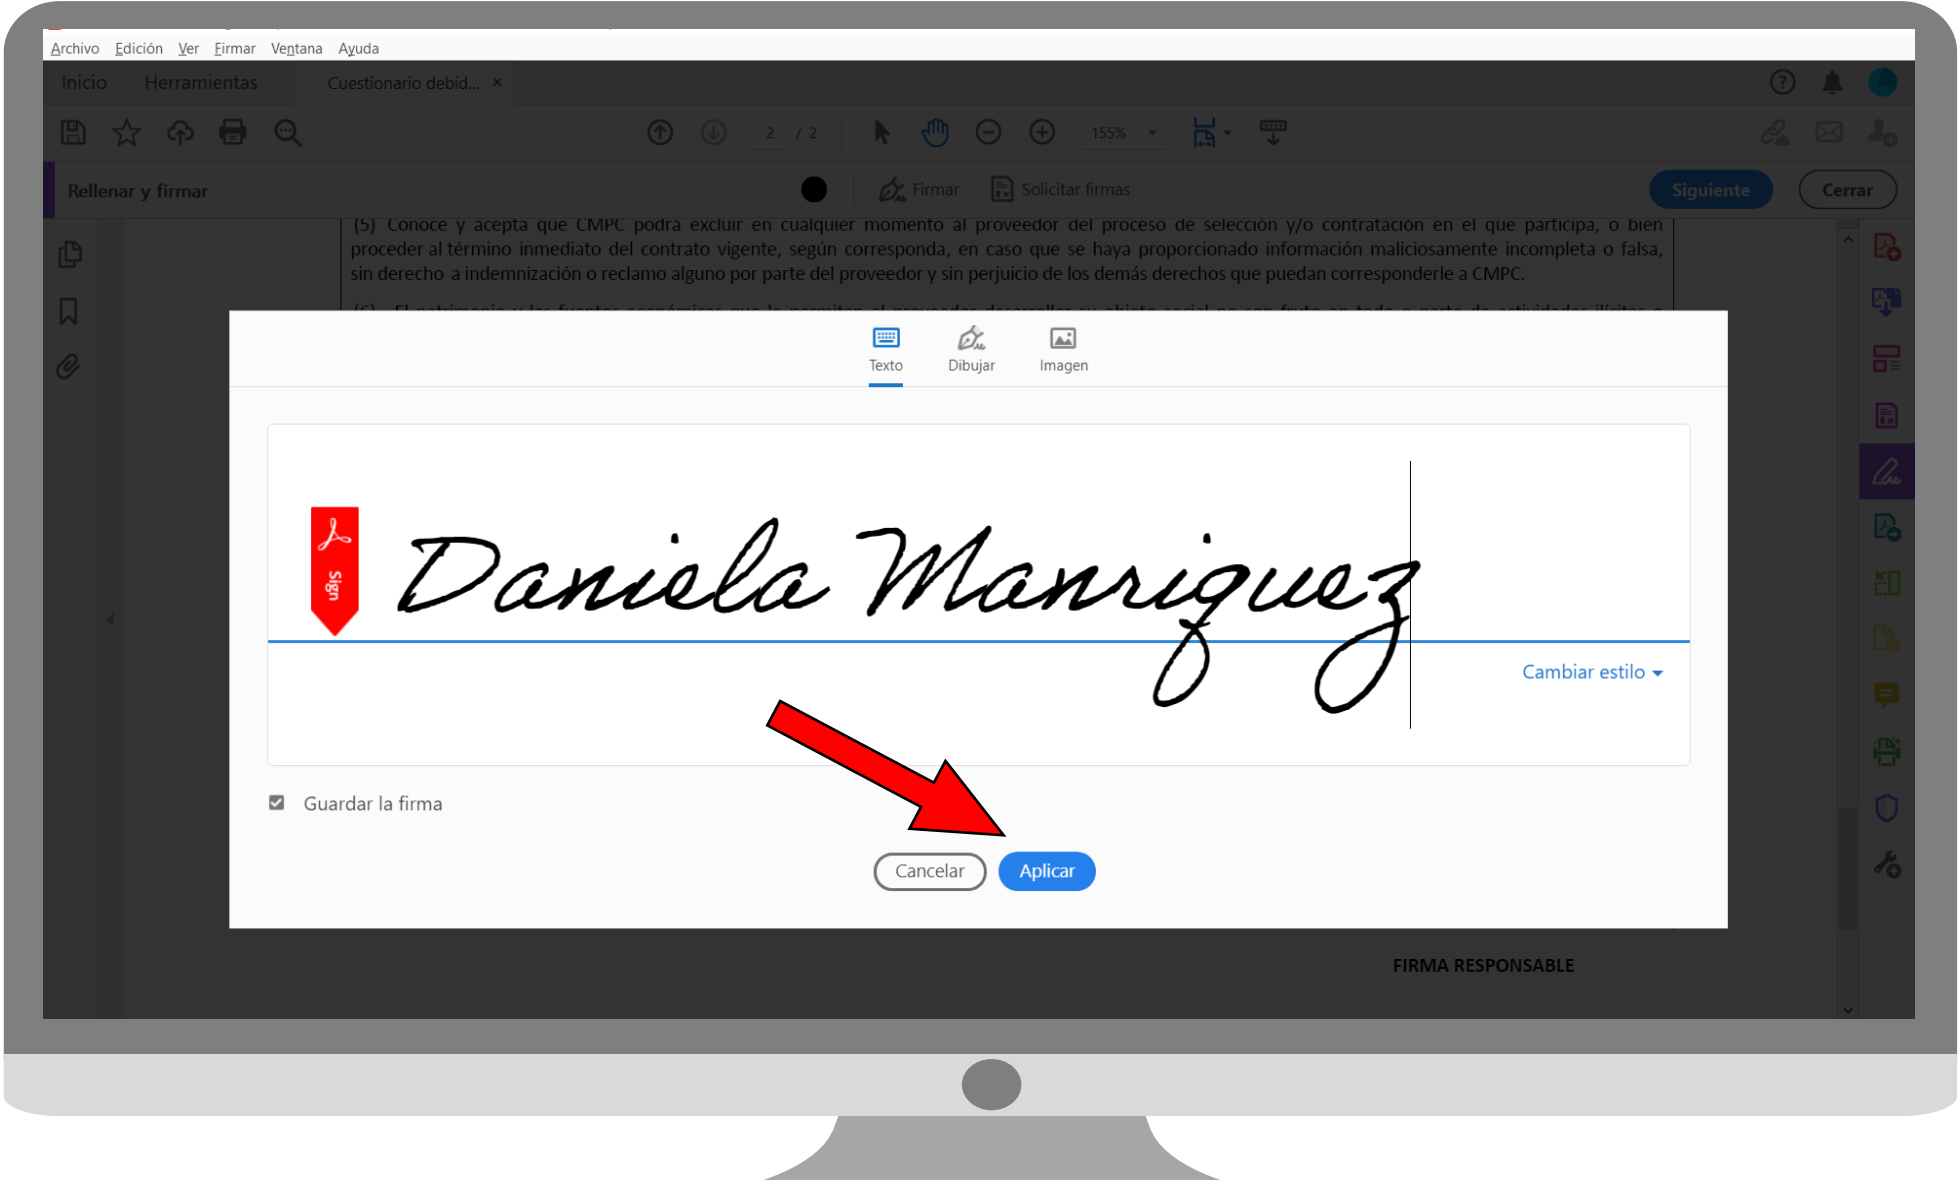 Archivo Edición Ver Firmar Ventana Ayuda
Inicio Herramientas Cuestionario debid... ×
2 / 2 155%
Rellenar y firmar Firmar Solicitar firmas Siguiente Cerrar
(5) Conoce y acepta que CMPC podrá excluir en cualquier momento al proveedor del proceso de selección y/o contratación en el que participa, o bien
proceder al término inmediato del contrato vigente, según corresponda, en caso que se haya proporcionado información maliciosamente incompleta o falsa,
sin derecho a indemnización o reclamo alguno por parte del proveedor y sin perjuicio de los demás derechos que puedan corresponderle a CMPC.
Texto Dibujar Imagen
Sign
Daniela Manriquez
Cambiar estilo
Guardar la firma
Cancelar Aplicar
FIRMA RESPONSABLE